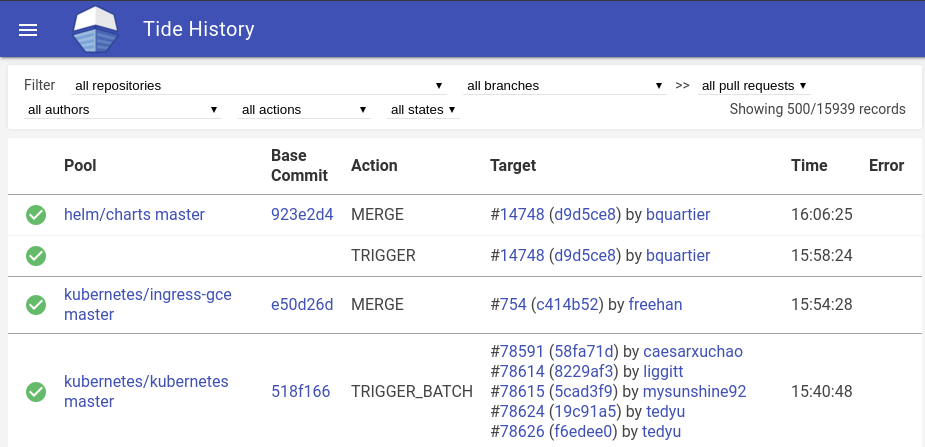 Tide History
Filter all repositories all branches >> all pull requests
all authors all actions all states Showing 500/15939 records
Pool Base Commit Action Target Time Error
helm/charts master 923e2d4 MERGE #14748 (d9d5ce8) by bquartier 16:06:25
TRIGGER #14748 (d9d5ce8) by bquartier 15:58:24
kubernetes/ingress-gce master e50d26d MERGE #754 (c414b52) by freehan 15:54:28
kubernetes/kubernetes master 518f166 TRIGGER_BATCH
#78591 (58fa71d) by caesarxuchao
#78614 (8229af3) by liggitt
#78615 (5cad3f9) by mysunshine92 15:40:48
#78624 (19c91a5) by tedyu
#78626 (f6edee0) by tedyu